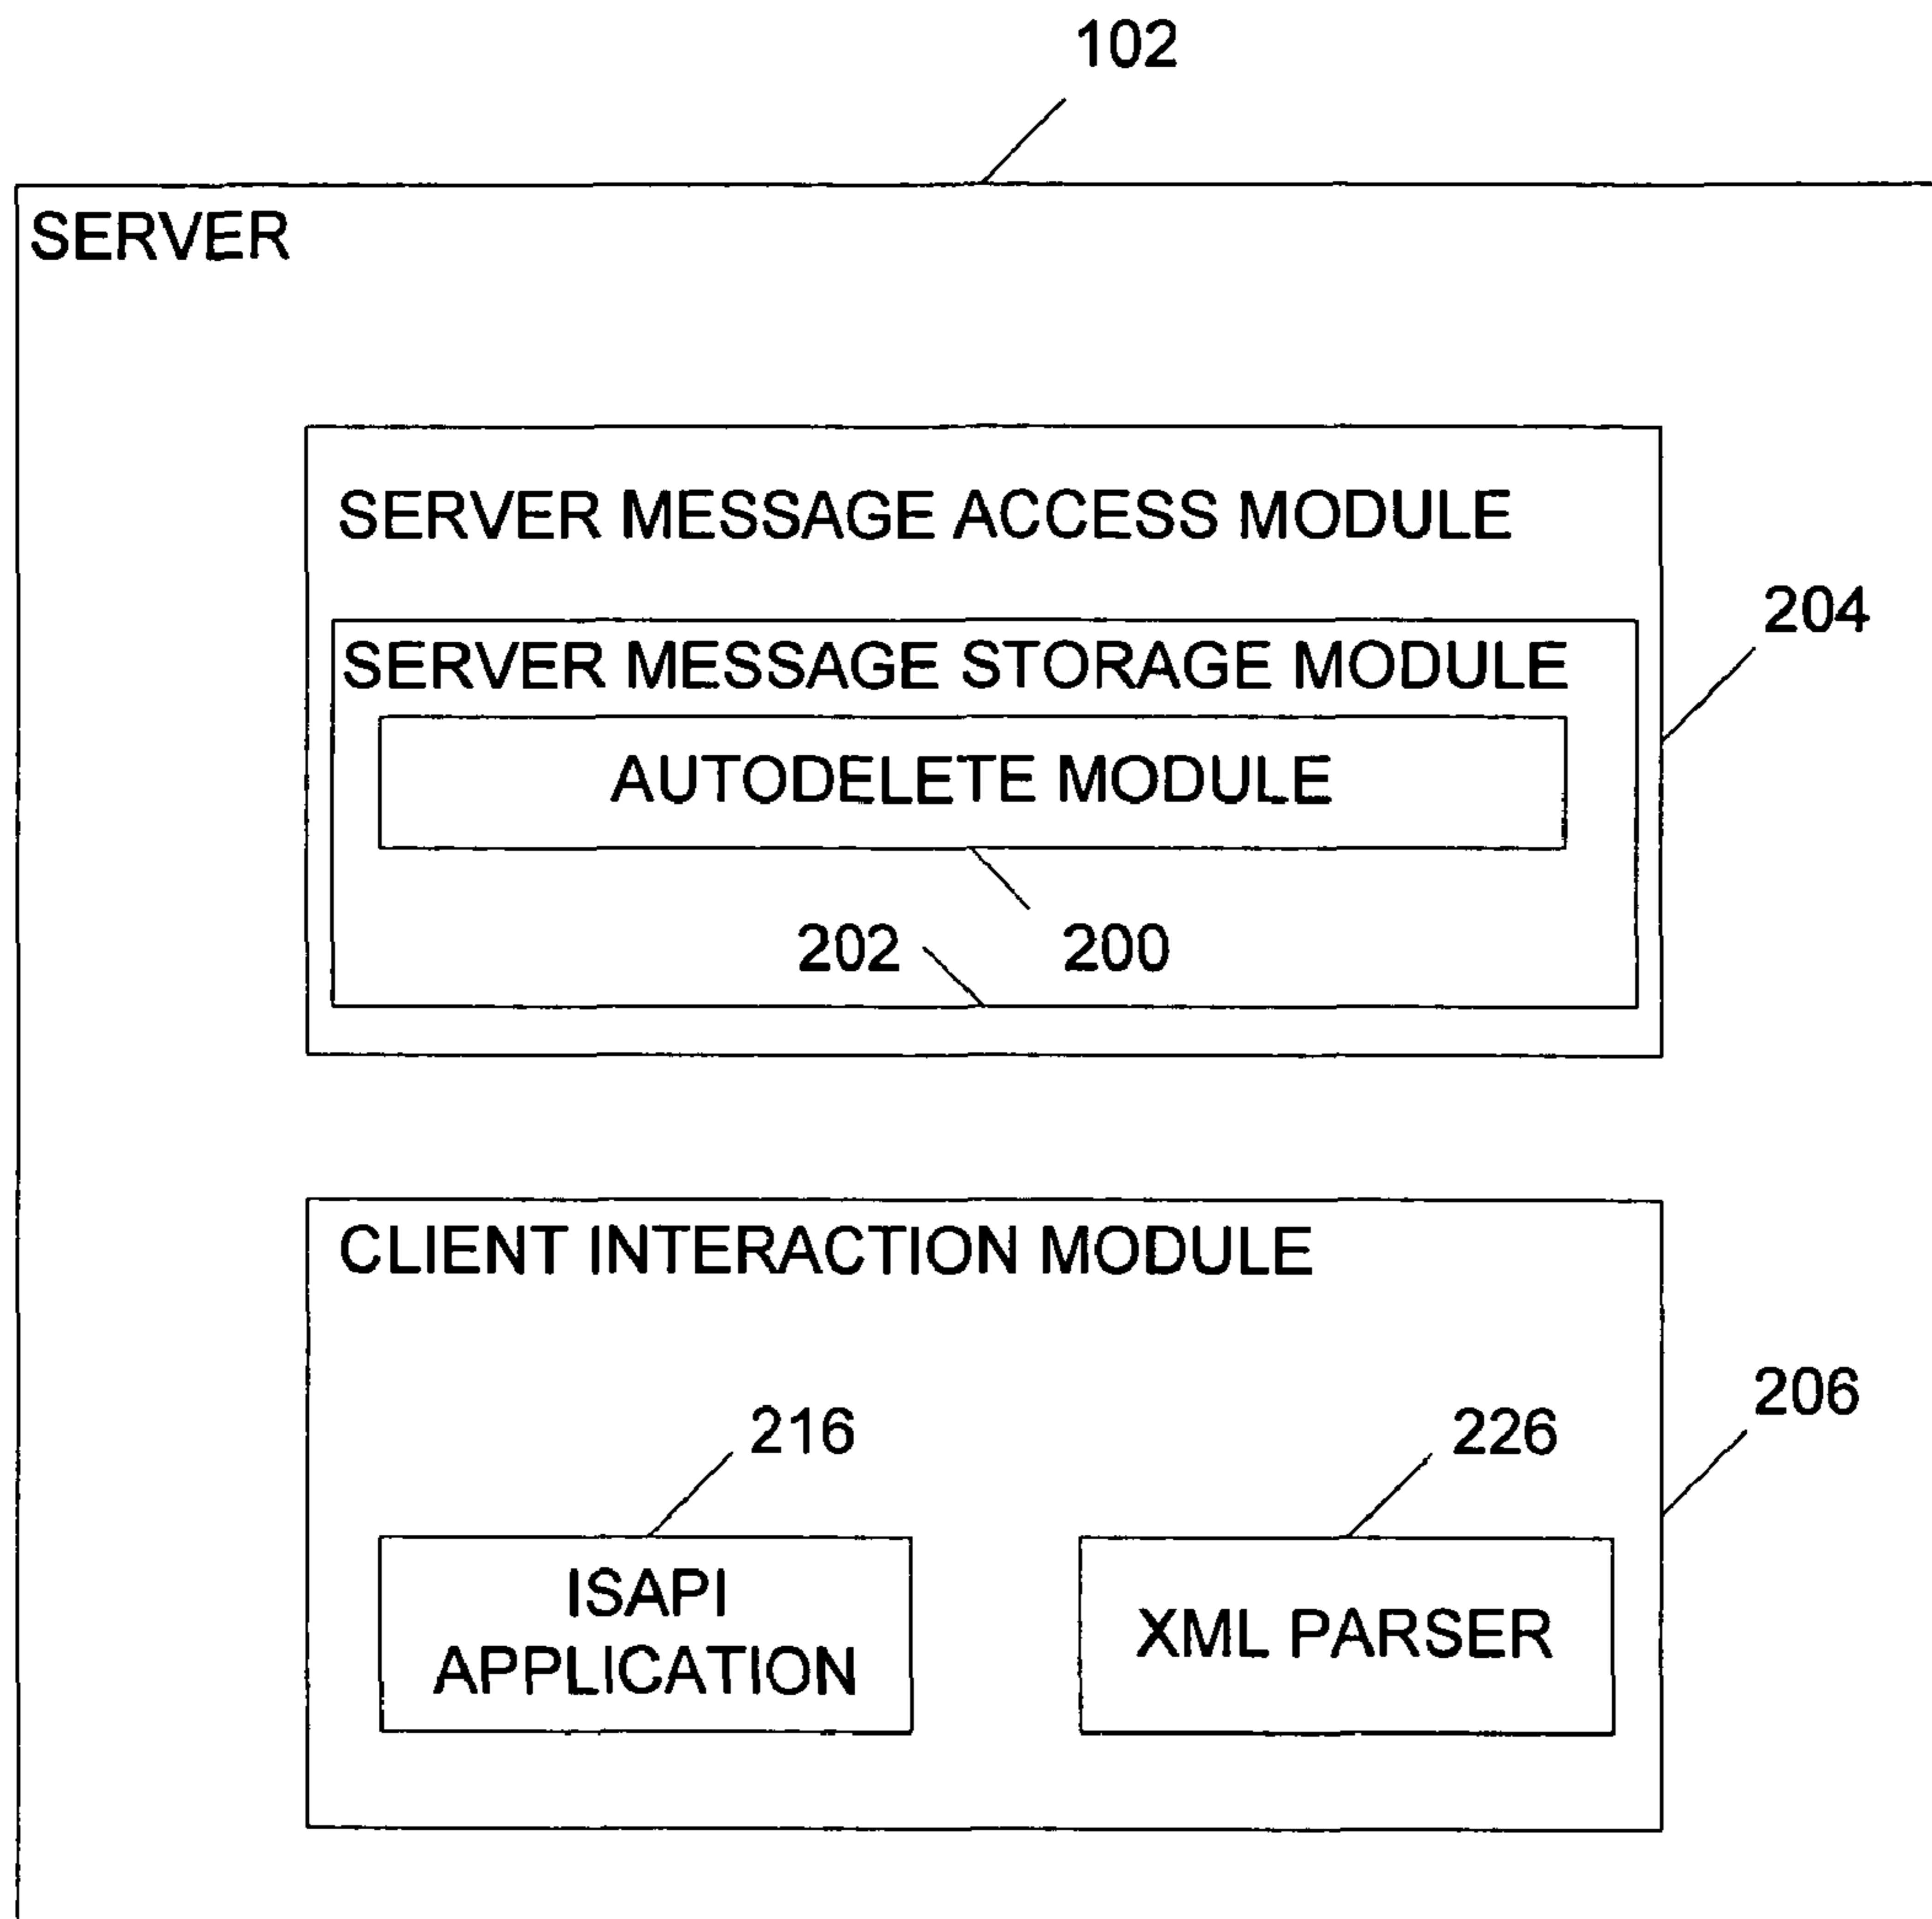 102
SERVER
SERVER MESSAGE ACCESS MODULE
204
SERVER MESSAGE STORAGE MODULE
AUTODELETE MODULE
202
200
CLIENT INTERACTION MODULE
206
216
226
ISAPI
APPLICATION
XML PARSER